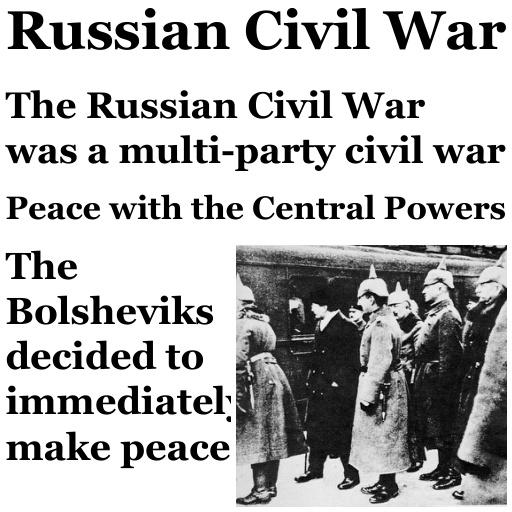 Russian Civil War
The Russian Civil War
was a multi-party civil war
Peace with the Central Powers
The
Bolsheviks
decided to
immediately
make peace